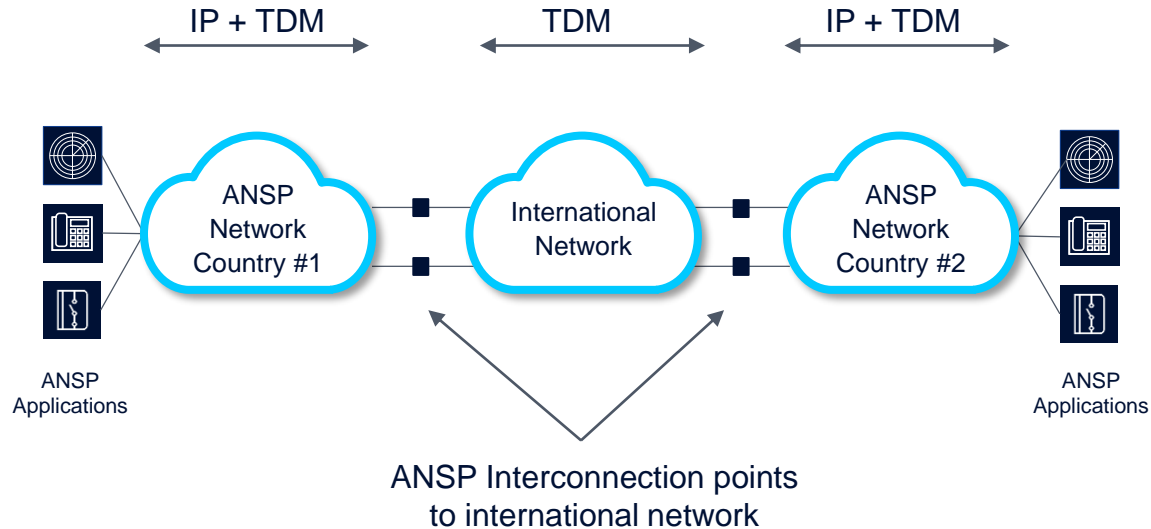 IP + TDM
TDM
IP + TDM
ANSP
Network
Country #1
International
Network
ANSP
Network
Country #2
ANSP
Applications
ANSP
Applications
ANSP Interconnection points
to international network